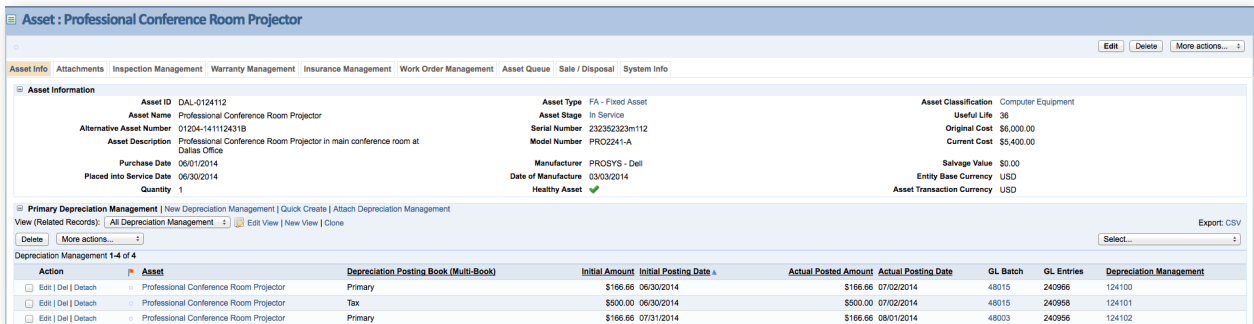 Asset : Professional Conference Room Projector
Edit Delete More actions...
Asset Info Attachments Inspection Management Warranty Management Insurance Management Work Order Management Asset Queue Sale / Disposal System Info
Asset Information
Asset ID DAL-0124112 Asset Type FA - Fixed Asset Asset Classification Computer Equipment
Asset Name Professional Conference Room Projector Asset Stage In Service Useful Life 36
Alternative Asset Number 01204-141112431B Serial Number 232352323m112 Original Cost $6,000.00
Asset Description Professional Conference Room Projector in main conference room at Model Number PRO2241-A Current Cost $5,400.00
Dallas Office
Purchase Date 06/01/2014 Manufacturer PROSYS - Dell Salvage Value $0.00
Placed into Service Date 06/30/2014 Date of Manufacture 03/03/2014 Entity Base Currency USD
Quantity 1 Healthy Asset Asset Transaction Currency USD
Primary Depreciation Management | New Depreciation Management | Quick Create | Attach Depreciation Management
View (Related Records): All Depreciation Management Edit View | New View | Clone Export: CSV
Delete More actions... Select...
Depreciation Management 1-4 of 4
Action Asset Depreciation Posting Book (Multi-Book) Initial Amount Initial Posting Date Actual Posted Amount Actual Posting Date GL Batch GL Entries Depreciation Management
Edit | Del | Detach Professional Conference Room Projector Primary $166.66 06/30/2014 $166.66 07/02/2014 48015 240966 124100
Edit | Del | Detach Professional Conference Room Projector Tax $500.00 06/30/2014 $500.00 07/02/2014 48015 240958 124101
Edit | Del | Detach Professional Conference Room Projector Primary $166.66 07/31/2014 $166.66 08/01/2014 48003 240956 124102